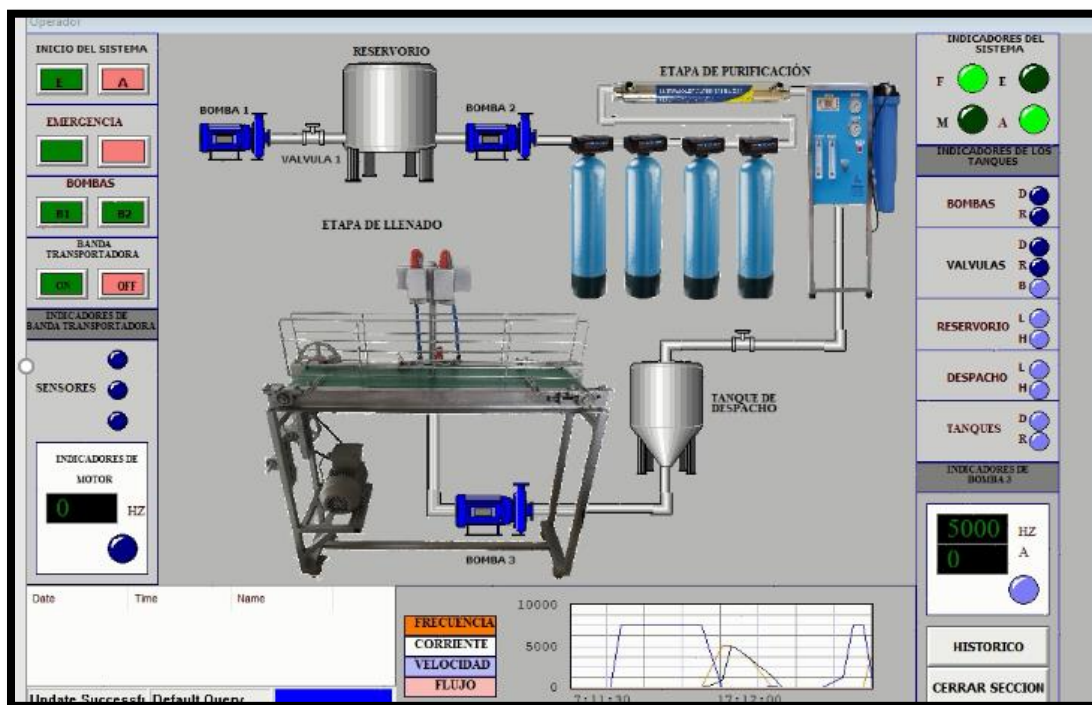 Operador
INICIO DEL SISTEMA
E A
EMERGENCIA
BOMBAS
B1 B2
BANDA
TRANSPORTADORA
ON OFF
INDICADORES DE
BANDA TRANSPORTADORA
SENSORES
INDICADORES DE
MOTOR
0 HZ
RESERVORIO
BOMBA 1
VALVULA 1
BOMBA 2
ETAPA DE PURIFICACIÓN
ETAPA DE LLENADO
TANQUE DE
DESPACHO
BOMBA 3
INDICADORES DEL
SISTEMA
F E
M A
INDICADORES DE LOS
TANQUES
BOMBAS D
R
VALVULAS D
R
B
RESERVORIO L
H
DESPACHO L
H
TANQUES D
R
INDICADORES DE
BOMBA 3
5000 HZ
0 A
HISTORICO
CERRAR SECCION
Date Time Name
Update Successfu Default Query
FRECUENCIA
CORRIENTE
VELOCIDAD
FLUJO
10000
5000
0
7:11:30 17:12:00